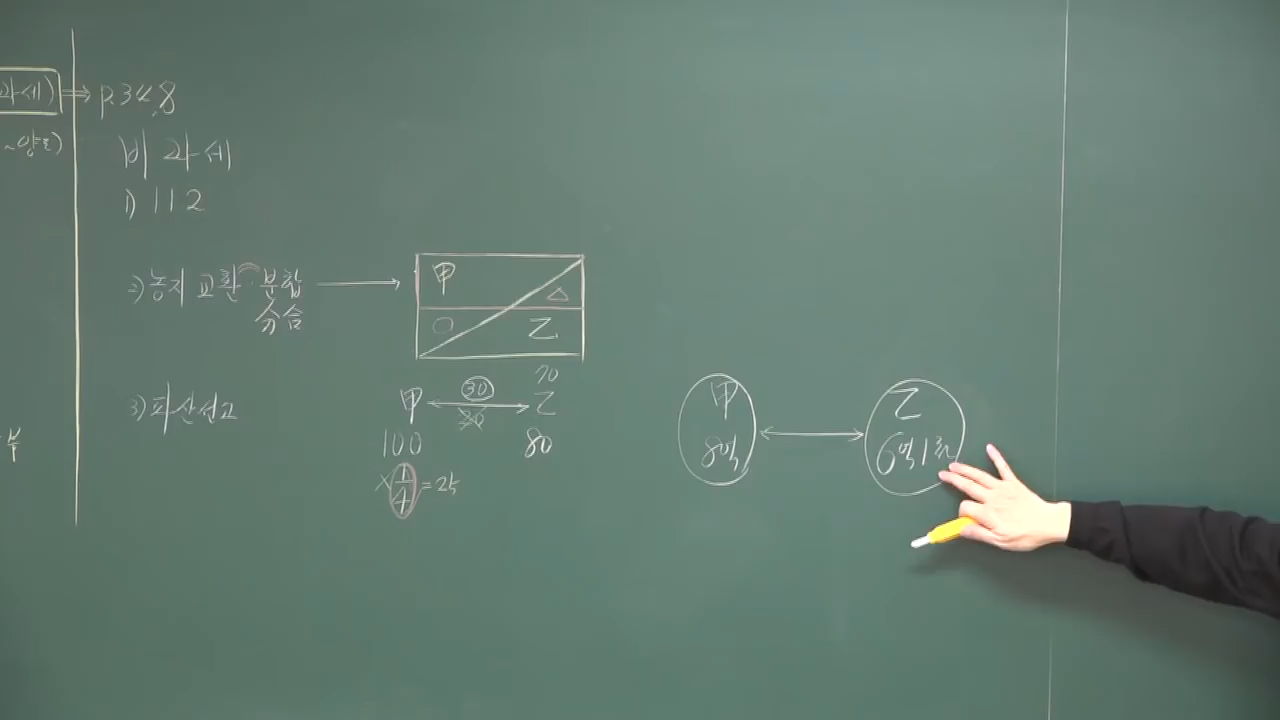 과세)
⇒ p.348
~양도)
비과세
1) 112
2) 농지 교환·분합
分合
→
甲
△
○
乙
3) 파산선고
70
甲 ↔ 乙
30
20
100
80
× 1/4 = 25
부
甲
8억
↔
乙
6억1천